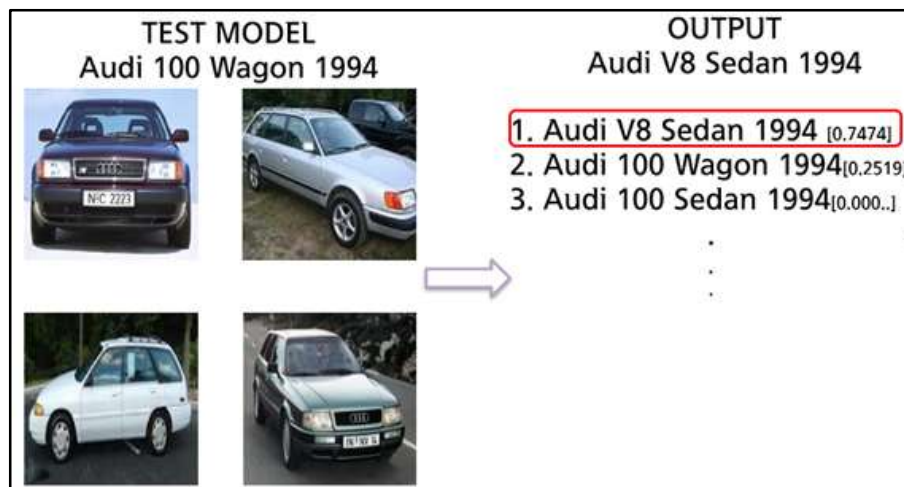 TEST MODEL
Audi 100 Wagon 1994
OUTPUT
Audi V8 Sedan 1994
1. Audi V8 Sedan 1994 [0.7474]
2. Audi 100 Wagon 1994[0.2519]
3. Audi 100 Sedan 1994[0.000..]